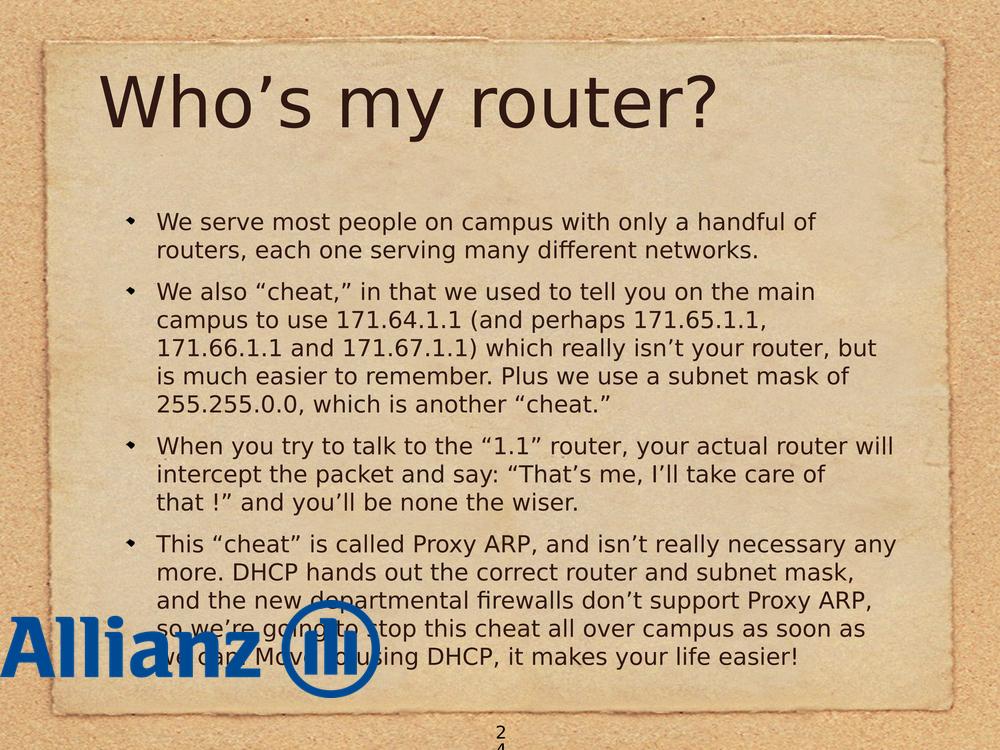 Who’s my router?
We serve most people on campus with only a handful of
routers, each one serving many different networks.
We also “cheat,” in that we used to tell you on the main
campus to use 171.64.1.1 (and perhaps 171.65.1.1,
171.66.1.1 and 171.67.1.1) which really isn’t your router, but
is much easier to remember. Plus we use a subnet mask of
255.255.0.0, which is another “cheat.”
When you try to talk to the “1.1” router, your actual router will
intercept the packet and say: “That’s me, I’ll take care of
that !” and you’ll be none the wiser.
This “cheat” is called Proxy ARP, and isn’t really necessary any
more. DHCP hands out the correct router and subnet mask,
and the new departmental firewalls don’t support Proxy ARP,
so we’re going to stop this cheat all over campus as soon as
we can. Move to using DHCP, it makes your life easier!
Allianz
2
4